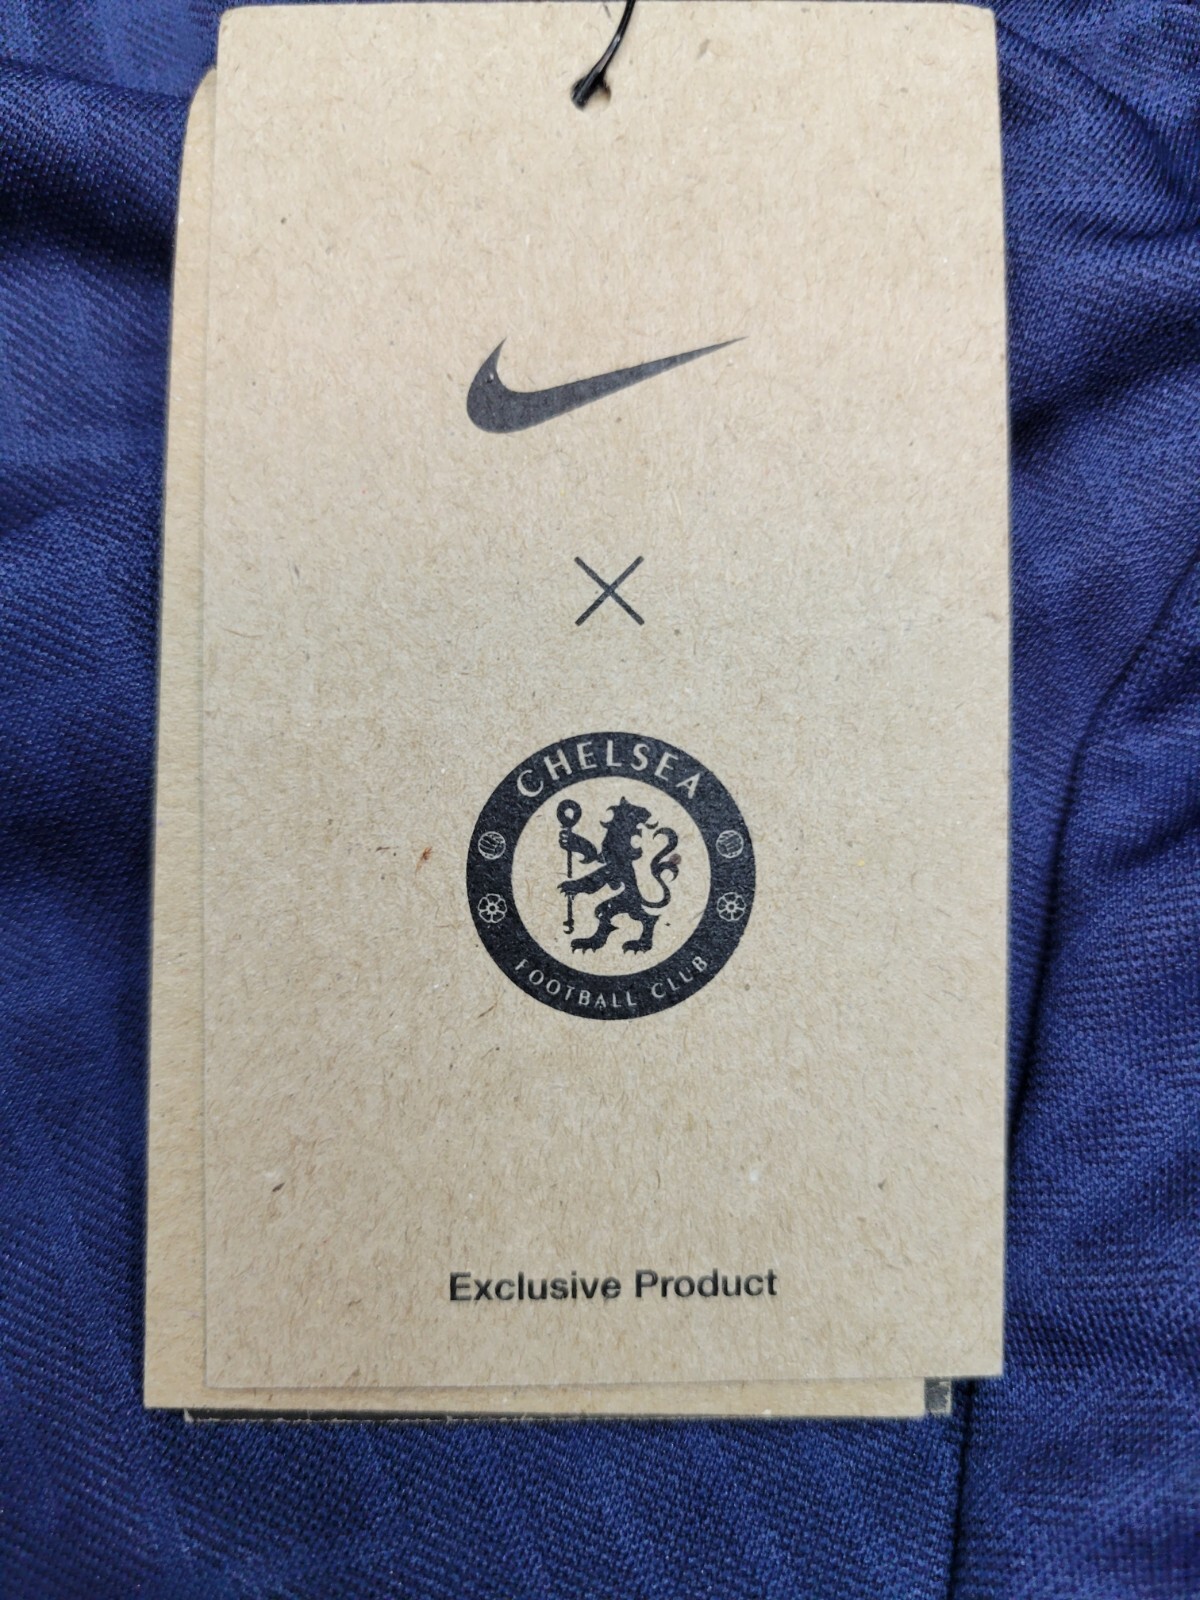 ×
CHELSEA
FOOTBALL CLUB
Exclusive Product